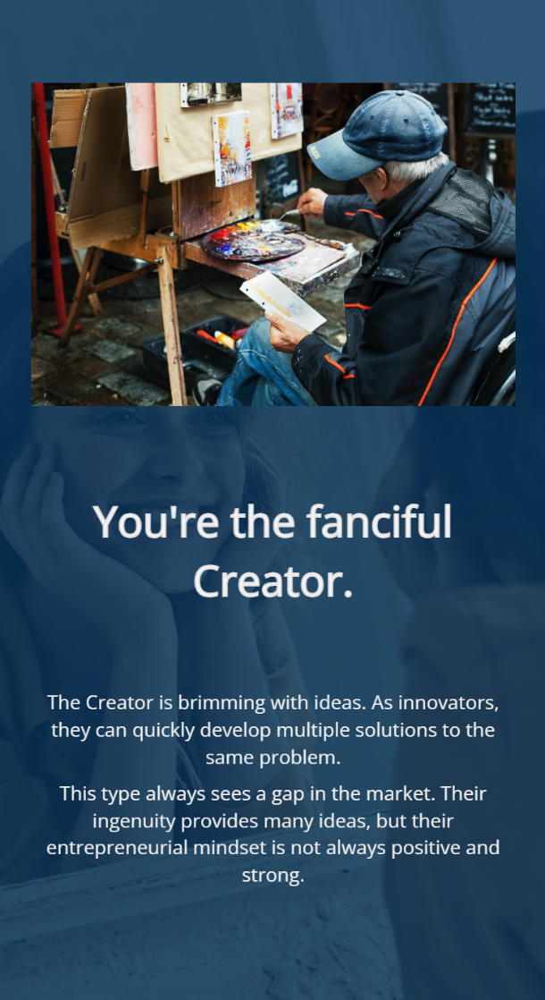 You're the fanciful
Creator.
The Creator is brimming with ideas. As innovators,
they can quickly develop multiple solutions to the
same problem.
This type always sees a gap in the market. Their
ingenuity provides many ideas, but their
entrepreneurial mindset is not always positive and
strong.